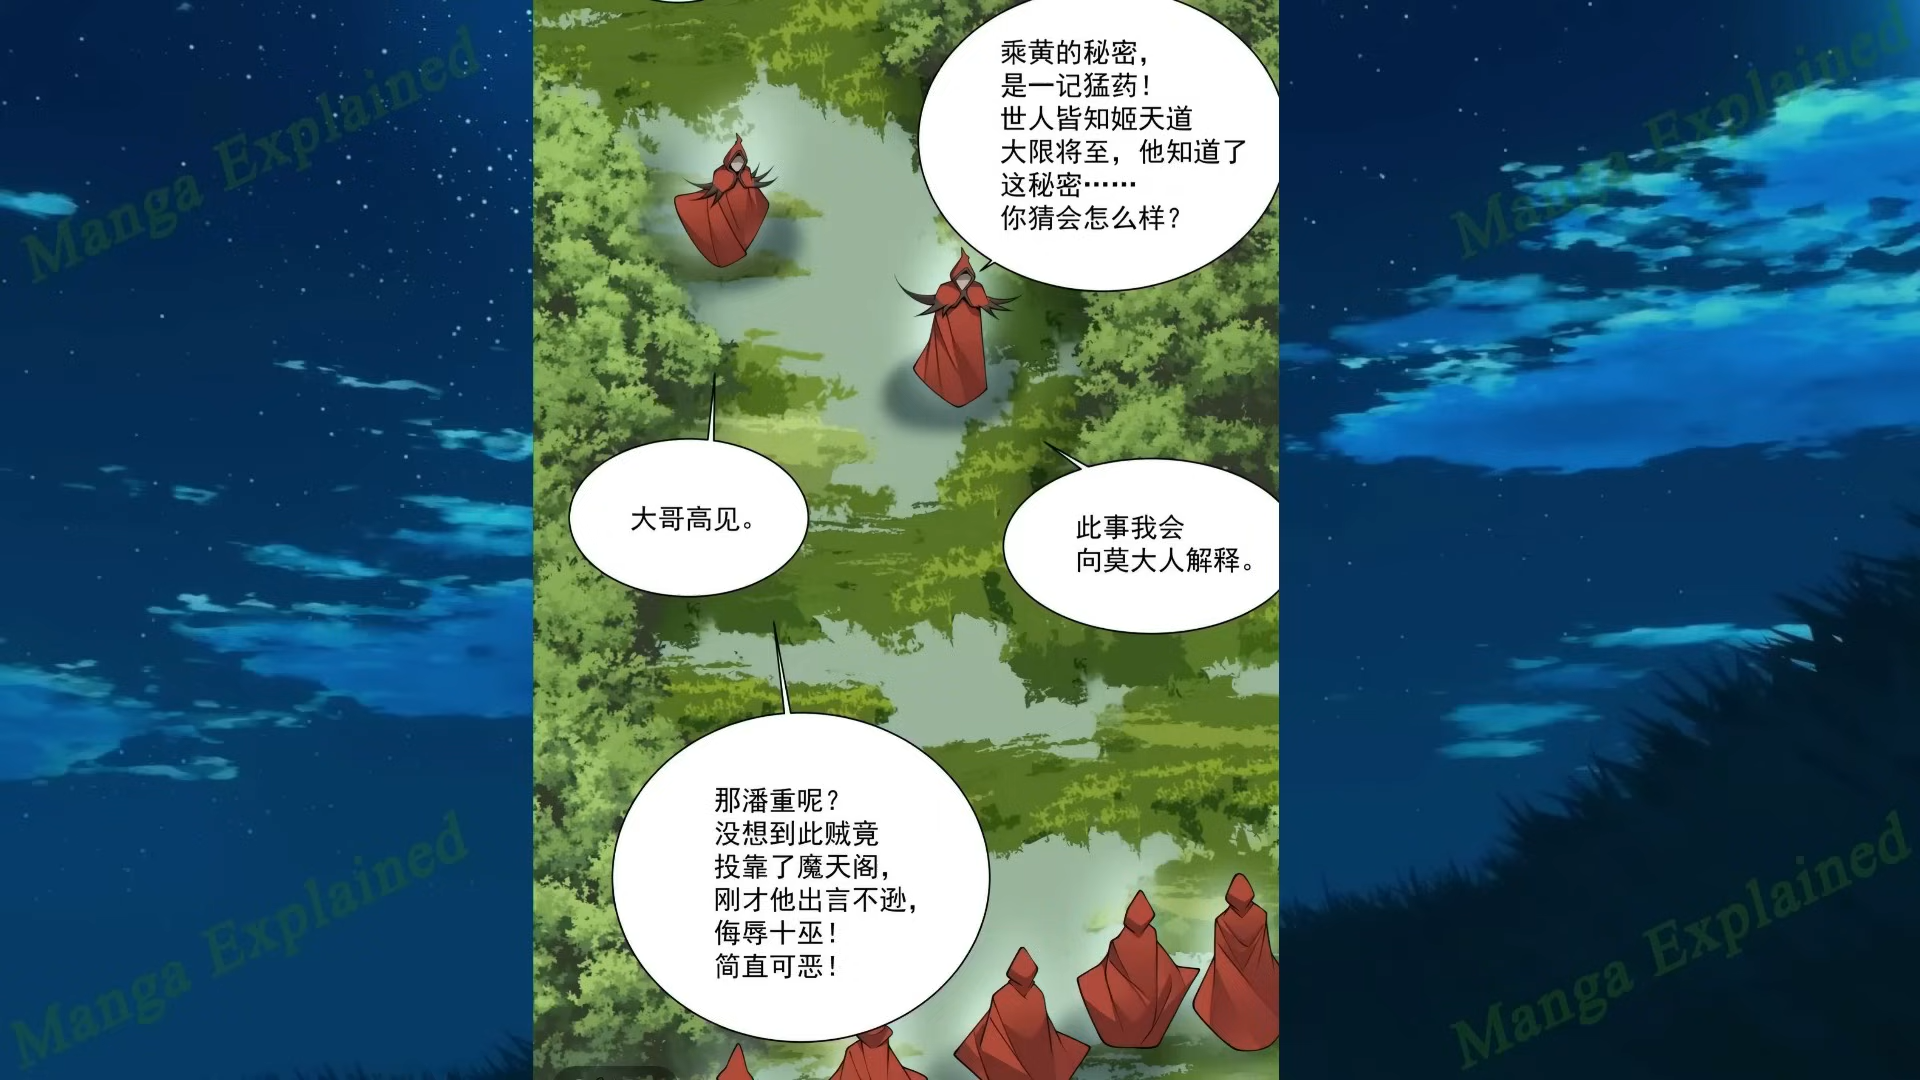 乘黄的秘密，
是一记猛药！
世人皆知姬天道
大限将至，他知道了
这秘密……
你猜会怎么样？
大哥高见。
此事我会
向莫大人解释。
那潘重呢？
没想到此贼竟
投靠了魔天阁，
刚才他出言不逊，
侮辱十巫！
简直可恶！
Manga Explained
Manga Explained
Manga Explained
Manga Explained